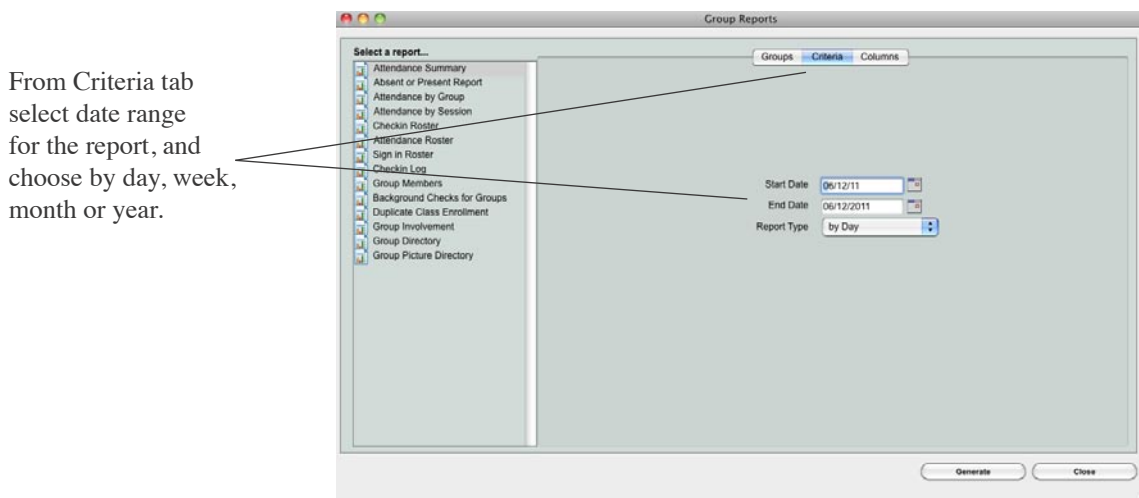 Group Reports
From Criteria tab
select date range
for the report, and
choose by day, week,
month or year.
Select a report...
Attendance Summary
Absent or Present Report
Attendance by Group
Attendance by Session
Checkin Roster
Attendance Roster
Sign in Roster
Checkin Log
Group Members
Background Checks for Groups
Duplicate Class Enrollment
Group Involvement
Group Directory
Group Picture Directory
Groups Criteria Columns
Start Date 06/12/11
End Date 06/12/2011
Report Type by Day
Generate Close